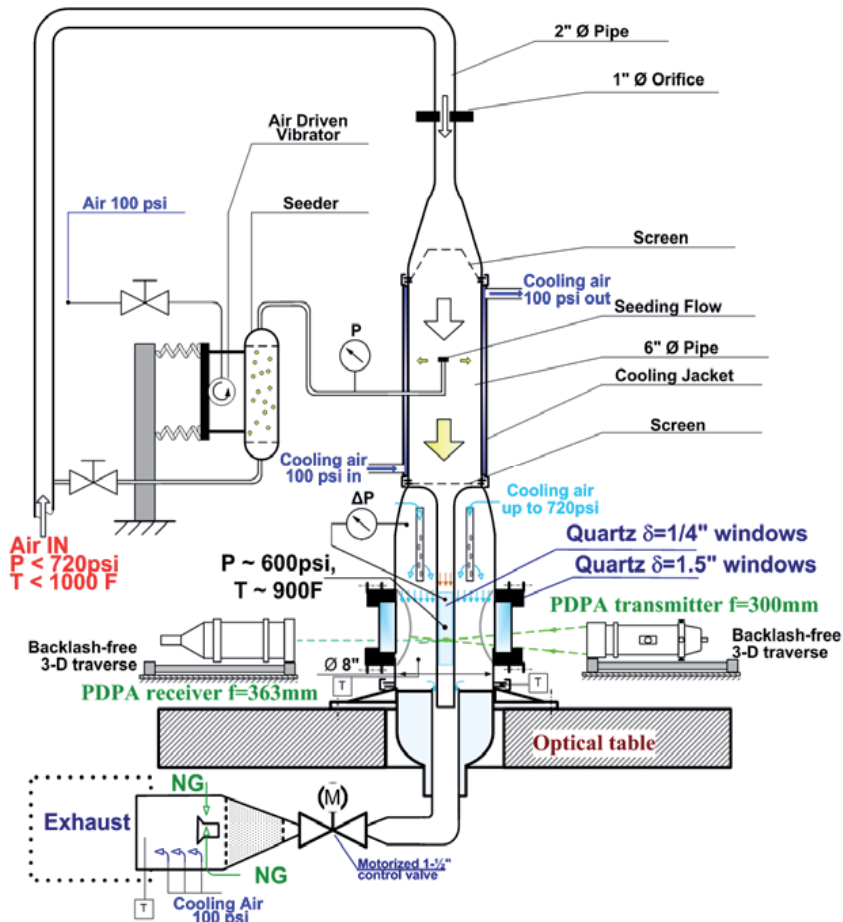 2" Ø Pipe
1" Ø Orifice
Air Driven
Vibrator
Air 100 psi
Seeder
Screen
Cooling air
100 psi out
Seeding Flow
P
6" Ø Pipe
Cooling Jacket
Cooling air
100 psi in
Screen
ΔP
Cooling air
up to 720psi
Air IN
P < 720psi
T < 1000 F
Quartz δ=1/4" windows
P ~ 600psi,
T ~ 900F
Quartz δ=1.5" windows
PDPA transmitter f=300mm
Backlash-free
3-D traverse
Backlash-free
3-D traverse
Ø 8"
PDPA receiver f=363mm
T
T
Optical table
NG
(M)
Exhaust
NG
Motorized 1-½"
control valve
T
Cooling Air
100 psi